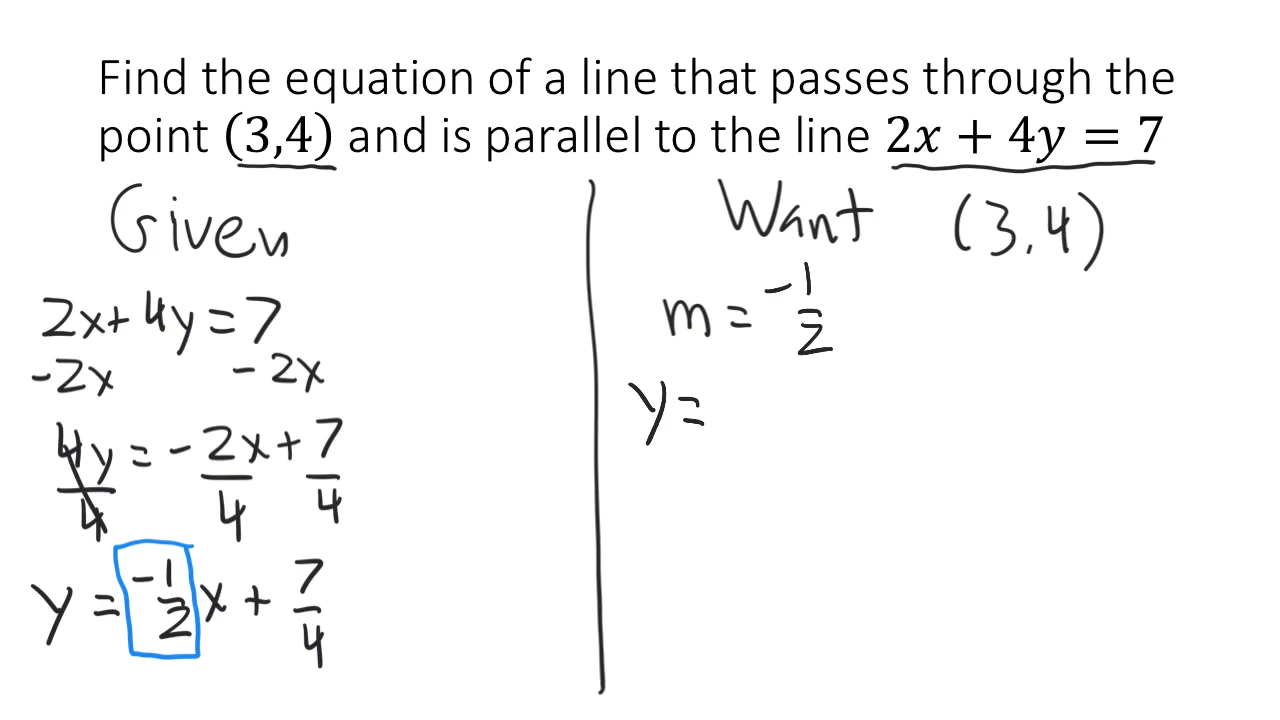 Find the equation of a line that passes through the
point (3,4) and is parallel to the line 2x + 4y = 7
Given
2x+4y=7
-2x -2x
4y/4 = -2x/4 + 7/4
y = -1/2 x + 7/4
Want (3,4)
m = -1/2
y=